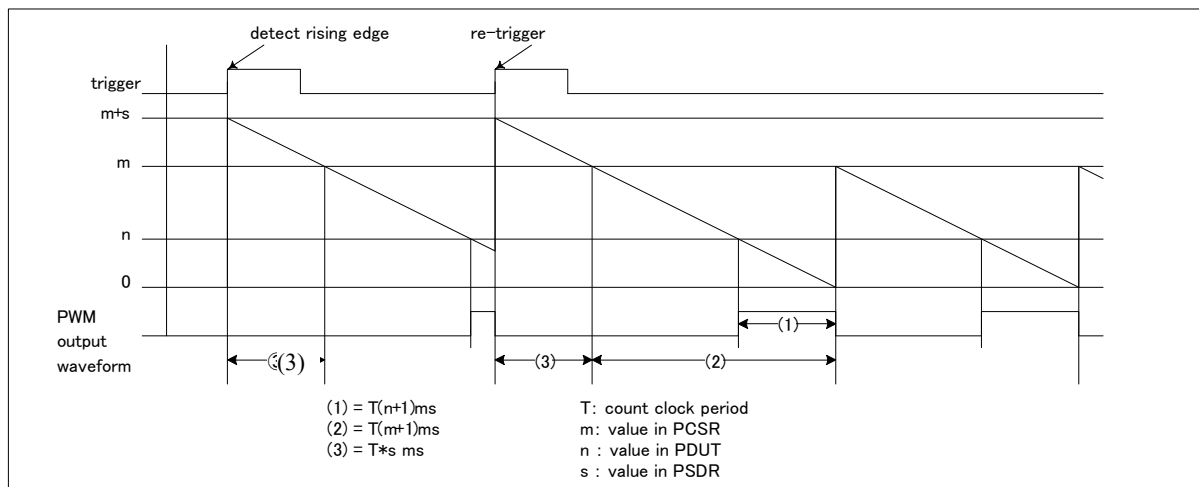 detect rising edge
re-trigger
trigger
m+s
m
n
0
PWM
output
waveform
(1)
(3)
(3)
(2)
(1) = T(n+1)ms
(2) = T(m+1)ms
(3) = T*s ms
T: count clock period
m: value in PCSR
n : value in PDUT
s : value in PSDR